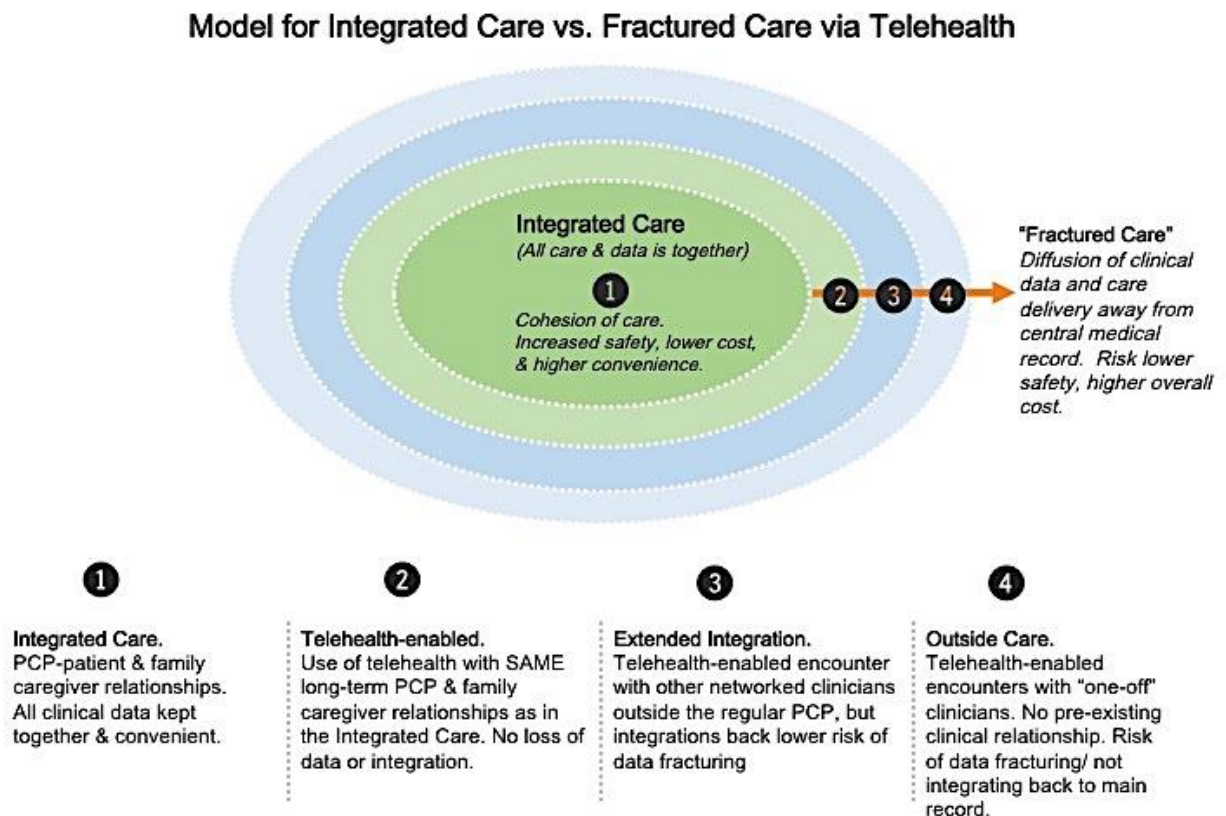 Model for Integrated Care vs. Fractured Care via Telehealth
Integrated Care
(All care & data is together)
1
Cohesion of care.
Increased safety, lower cost,
& higher convenience.
2
3
4
"Fractured Care"
Diffusion of clinical
data and care
delivery away from
central medical
record. Risk lower
safety, higher overall
cost.
1
Integrated Care.
PCP-patient & family
caregiver relationships.
All clinical data kept
together & convenient.
2
Telehealth-enabled.
Use of telehealth with SAME
long-term PCP & family
caregiver relationships as in
the Integrated Care. No loss of
data or integration.
3
Extended Integration.
Telehealth-enabled encounter
with other networked clinicians
outside the regular PCP, but
integrations back lower risk of
data fracturing
4
Outside Care.
Telehealth-enabled
encounters with “one-off”
clinicians. No pre-existing
clinical relationship. Risk
of data fracturing/ not
integrating back to main
record.